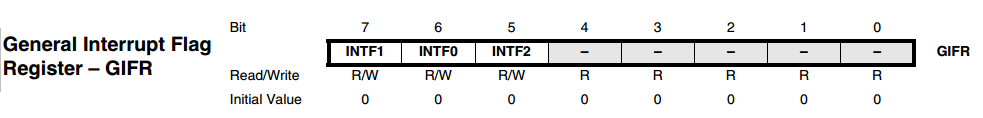 Bit 7 6 5 4 3 2 1 0
General Interrupt Flag
Register – GIFR
INTF1 INTF0 INTF2 – – – – – GIFR
Read/Write R/W R/W R/W R R R R R
Initial Value 0 0 0 0 0 0 0 0